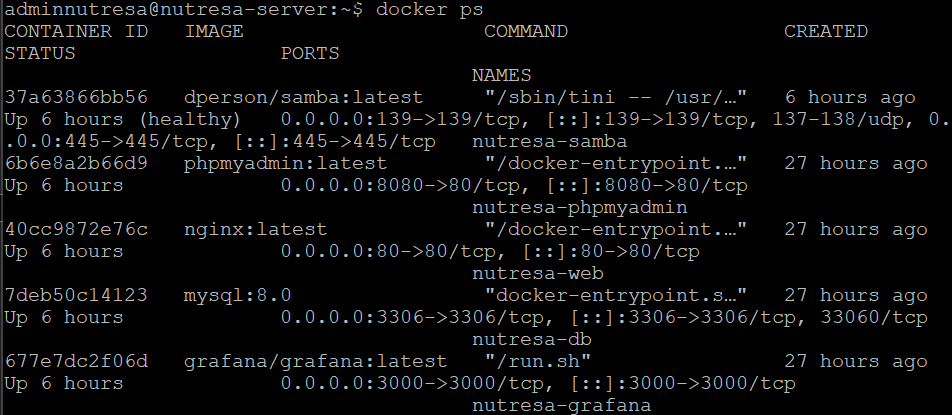 adminnutresa@nutresa-server:~$ docker ps
CONTAINER ID   IMAGE                 COMMAND               CREATED
STATUS                 PORTS
NAMES
37a63866bb56   dperson/samba:latest     "/sbin/tini -- /usr/…"   6 hours ago
Up 6 hours (healthy)   0.0.0.0:139->139/tcp, [::]:139->139/tcp, 137-138/udp, 0.
.0.0:445->445/tcp, [::]:445->445/tcp   nutresa-samba
6b6e8a2b66d9   phpmyadmin:latest        "/docker-entrypoint.…"   27 hours ago
Up 6 hours             0.0.0.0:8080->80/tcp, [::]:8080->80/tcp
nutresa-phpmyadmin
40cc9872e76c   nginx:latest             "/docker-entrypoint.…"   27 hours ago
Up 6 hours             0.0.0.0:80->80/tcp, [::]:80->80/tcp
nutresa-web
7deb50c14123   mysql:8.0                "docker-entrypoint.s…"   27 hours ago
Up 6 hours             0.0.0.0:3306->3306/tcp, [::]:3306->3306/tcp, 33060/tcp
nutresa-db
677e7dc2f06d   grafana/grafana:latest   "/run.sh"                27 hours ago
Up 6 hours             0.0.0.0:3000->3000/tcp, [::]:3000->3000/tcp
nutresa-grafana